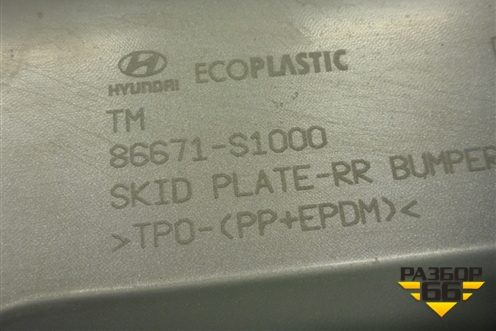 HYUNDAI ECOPLASTIC
TM
86671-S1000
SKID PLATE-RR BUMPER
>TPO-(PP+EPDM)<
РАЗБОР
66